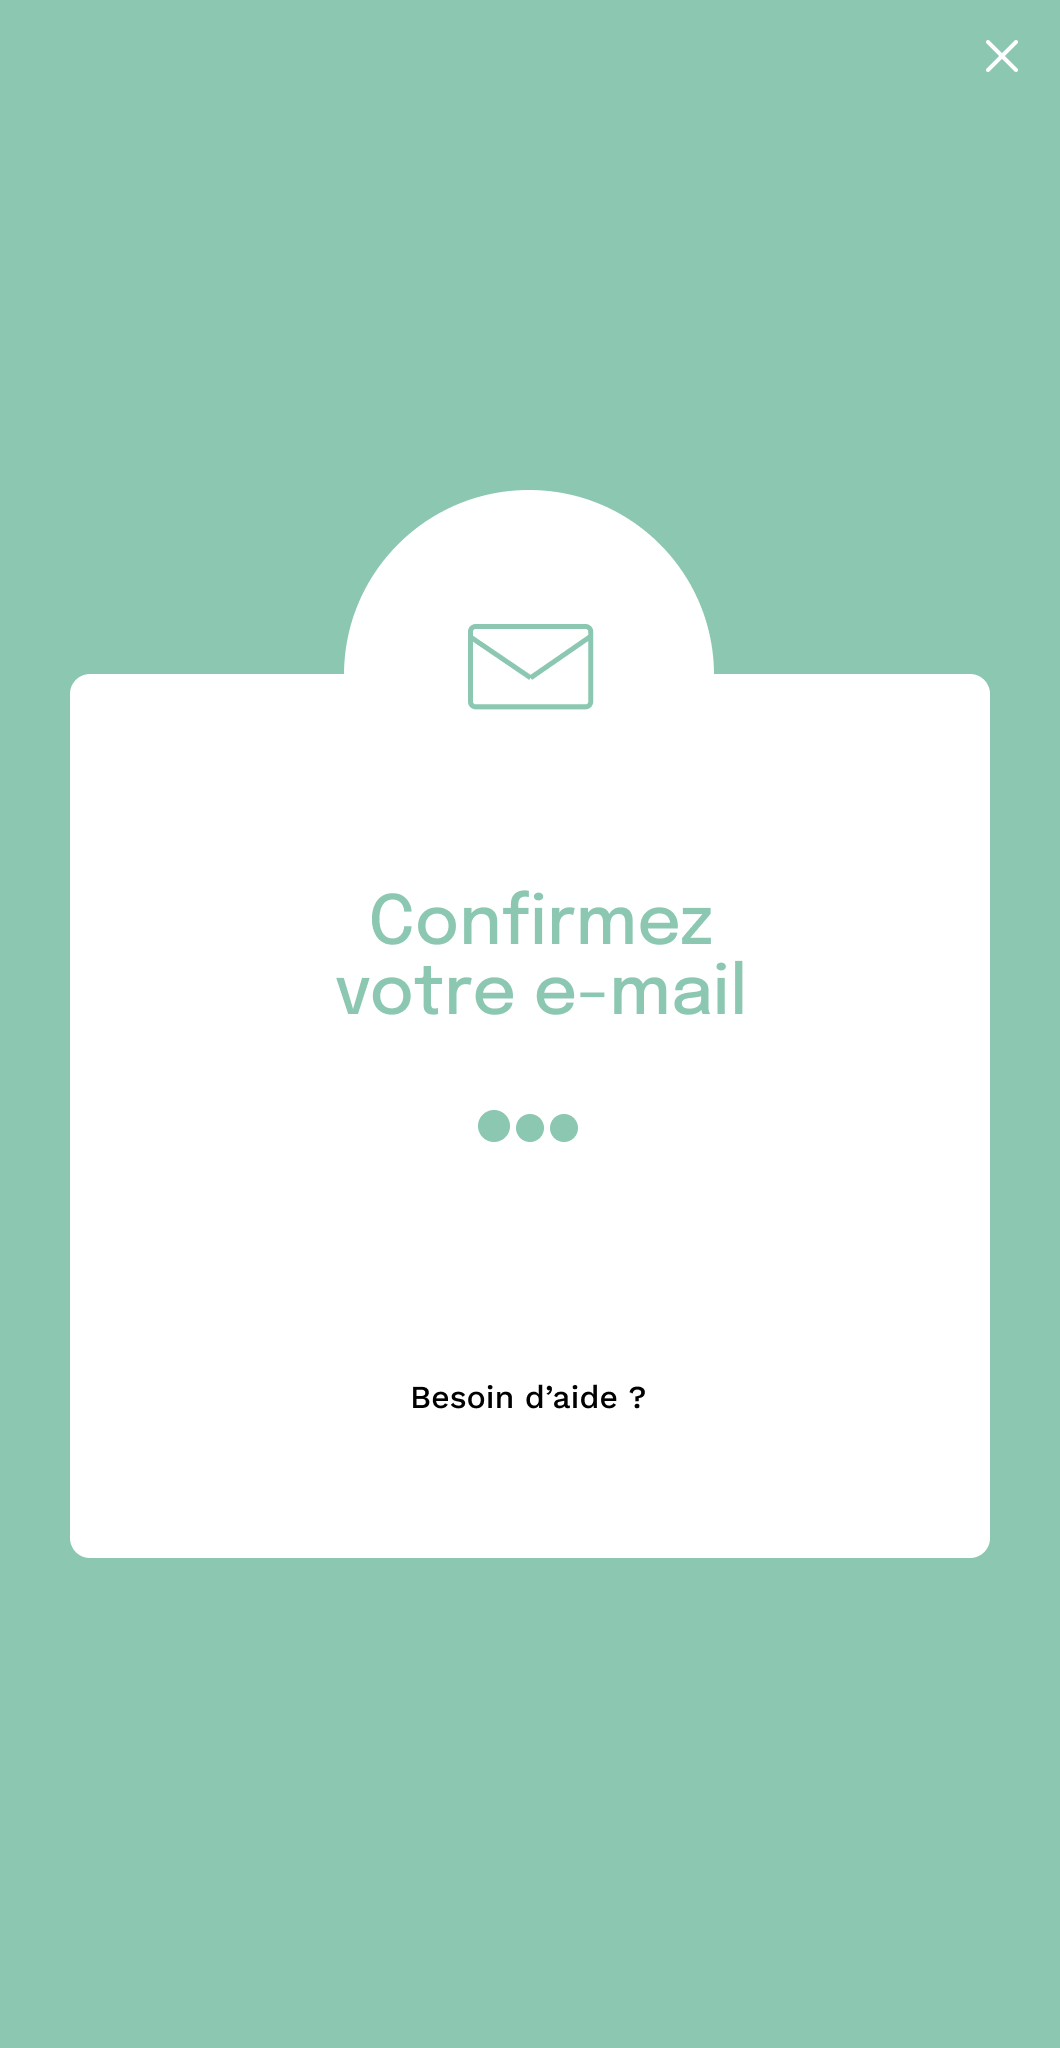 Confirmez
votre e-mail
Besoin d’aide ?